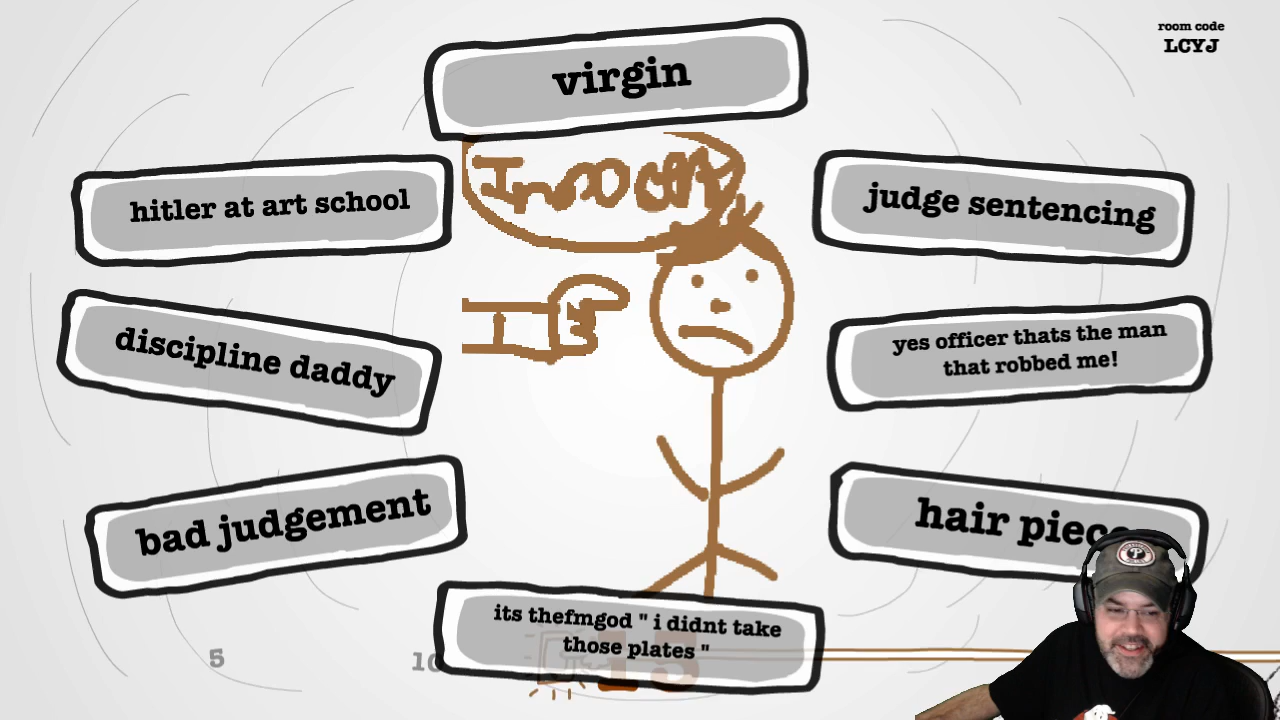 room code
LCYJ
virgin
hitler at art school
judge sentencing
discipline daddy
yes officer thats the man
that robbed me!
bad judgement
hair piece
its thefmgod " i didnt take
those plates "
5
10
15